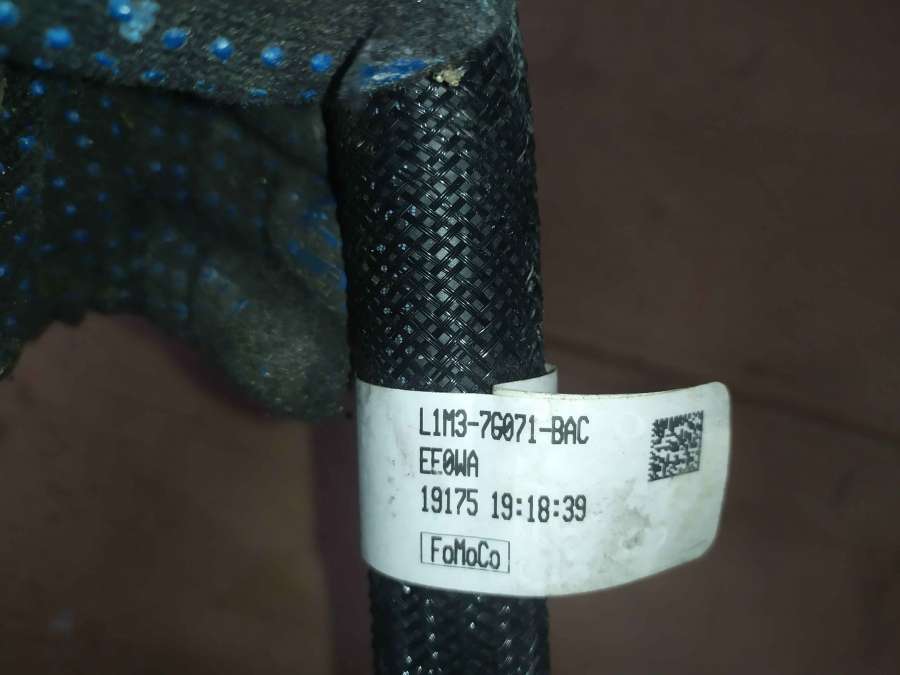 L1M3-7G071-BAC
EE0WA
19175 19:18:39
FoMoCo